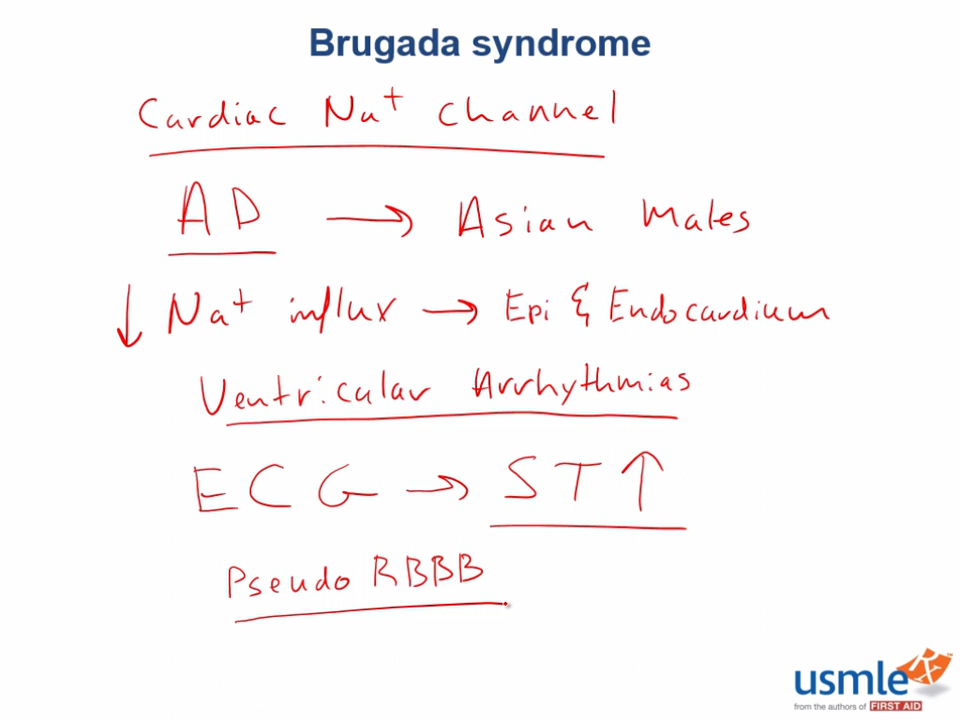 Brugada syndrome
Cardiac Na+ channel
AD → Asian Males
↓ Na+ influx → Epi & Endocardium
Ventricular Arrhythmias
ECG → ST↑
Pseudo RBBB
usmle Rx™
from the authors of FIRST AID